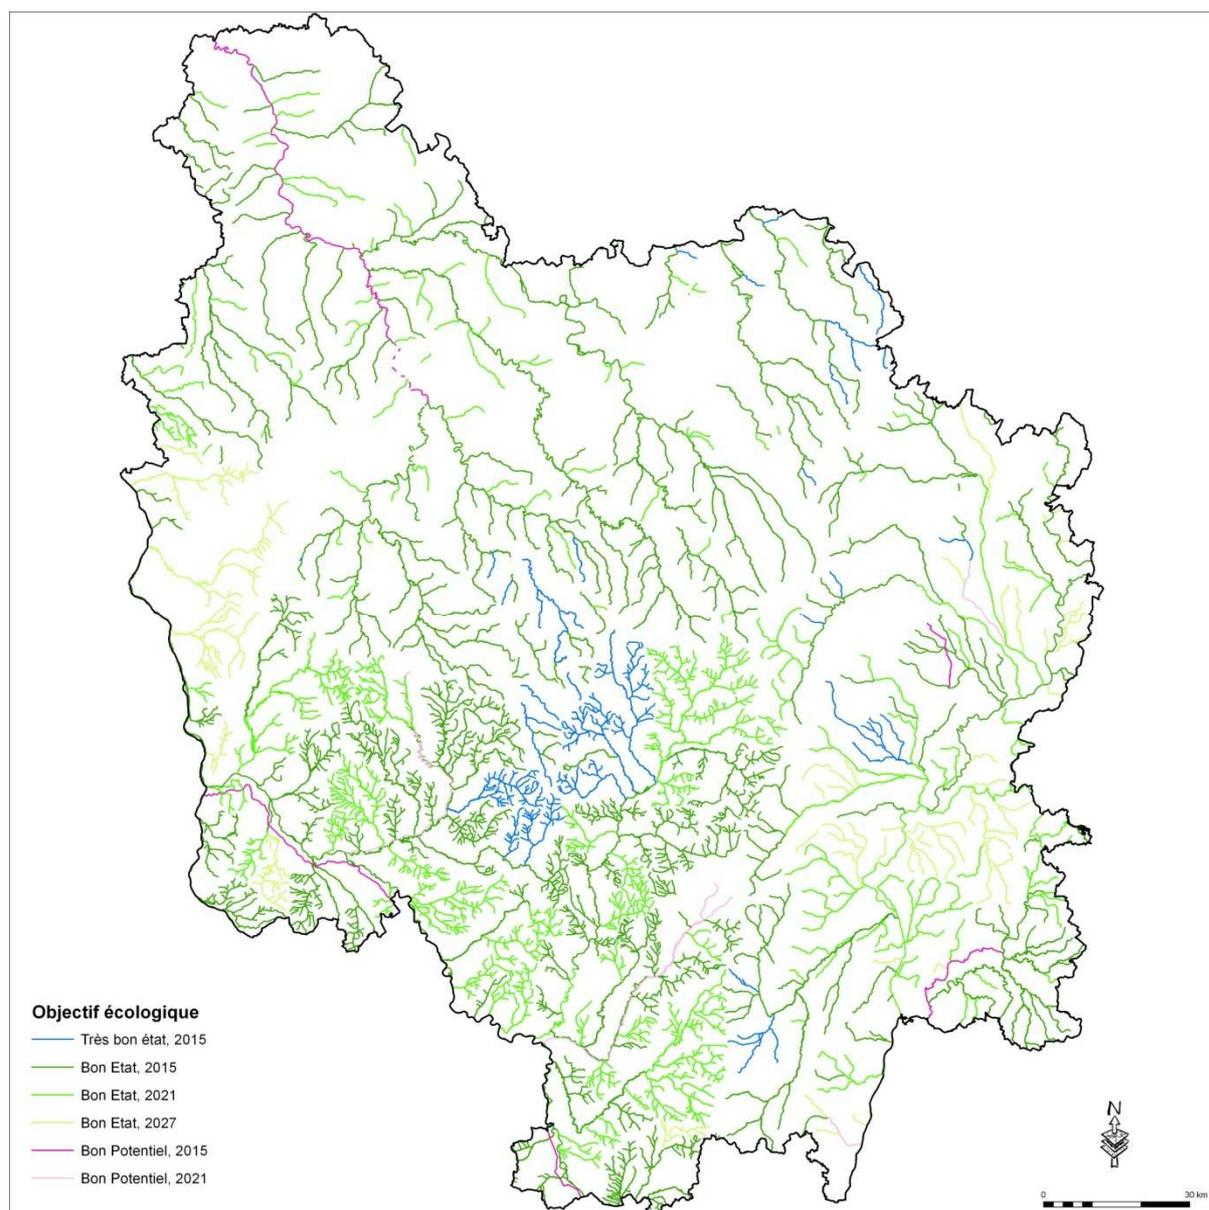 Objectif écologique
Très bon état, 2015
Bon Etat, 2015
Bon Etat, 2021
Bon Etat, 2027
Bon Potentiel, 2015
Bon Potentiel, 2021
N
0 30 km